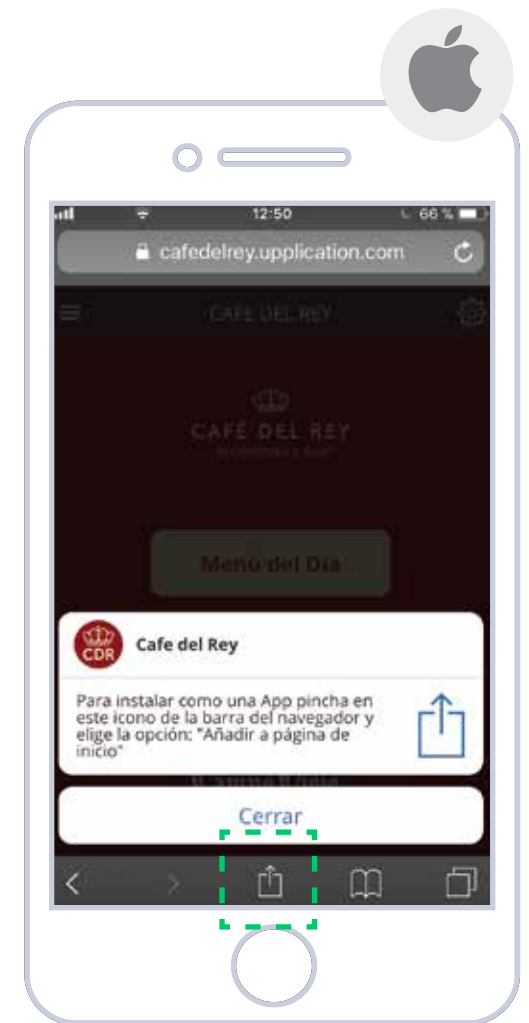 12:50
66 %
cafedelrey.upplication.com
CAFE DEL REY
CAFÉ DEL REY
Menú del Día
CDR
Cafe del Rey
Para instalar como una App pincha en
este icono de la barra del navegador y
elige la opción: "Añadir a página de
inicio"
Cerrar